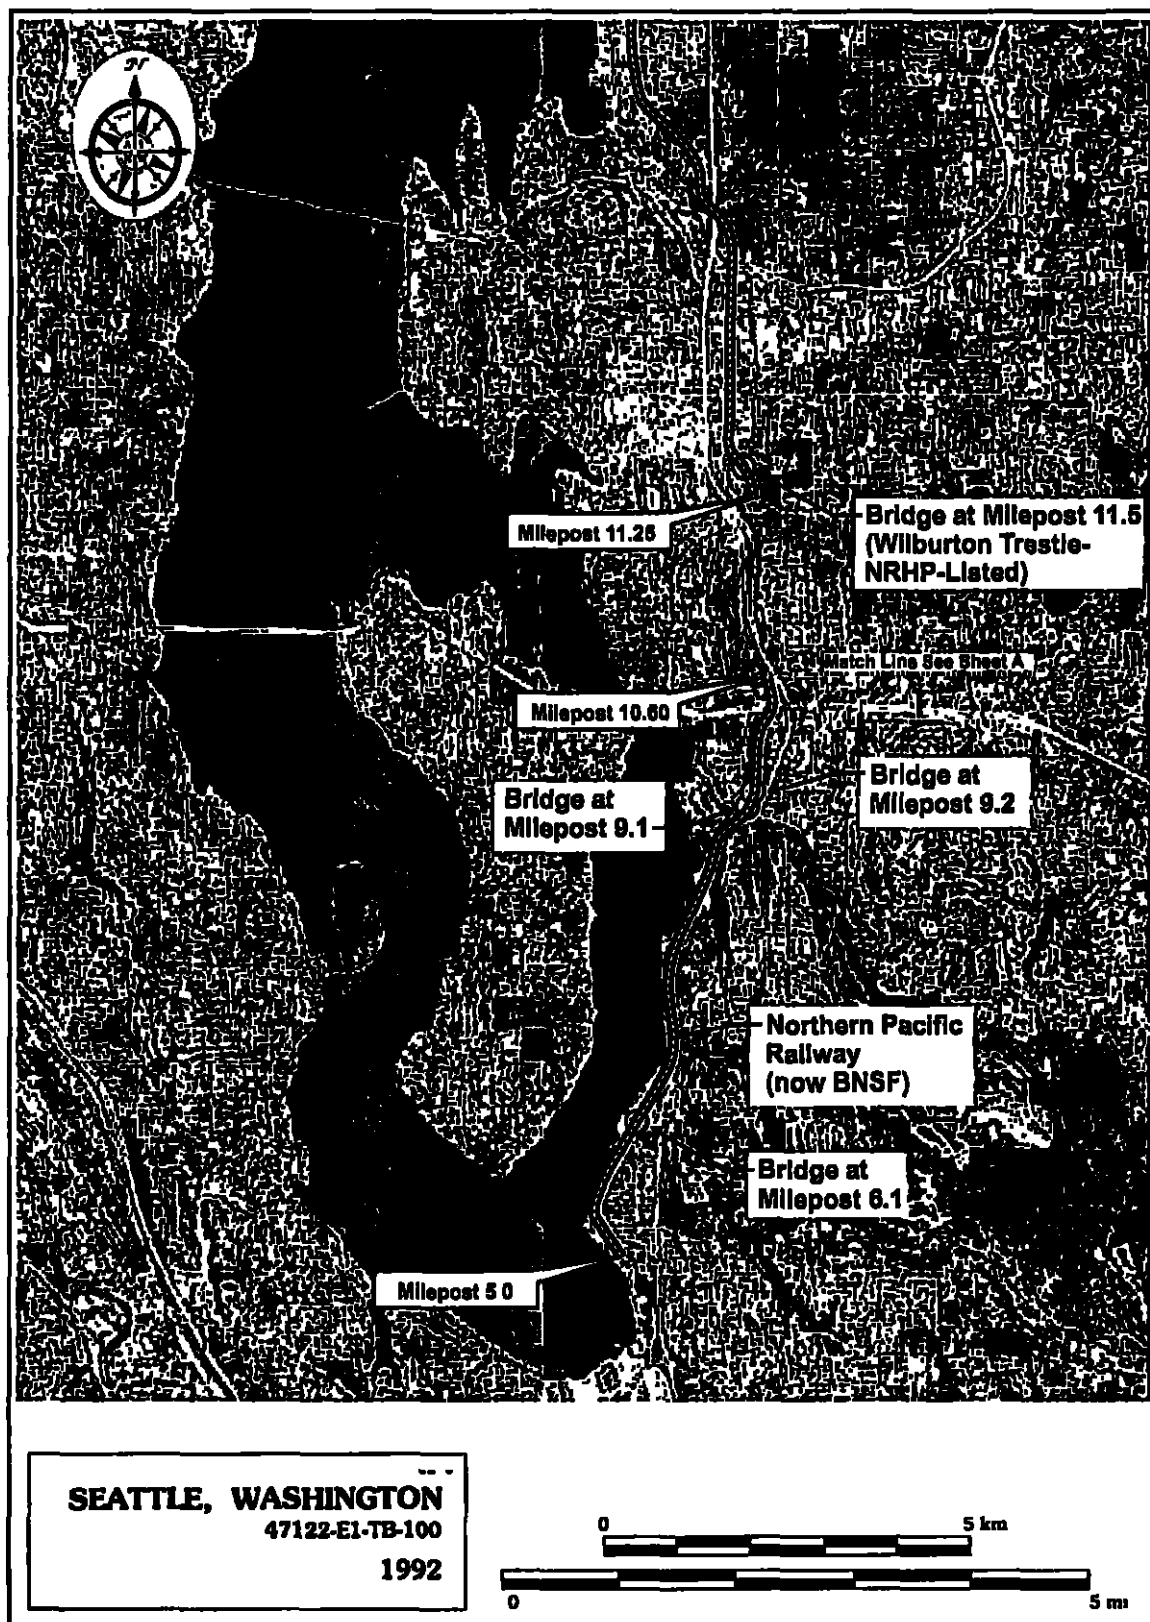 N
Milepost 11.25
Bridge at Milepost 11.5
(Wilburton Trestle-
NRHP-Listed)
Match Line See Sheet A
Milepost 10.60
Bridge at
Milepost 9.2
Bridge at
Milepost 9.1
Northern Pacific
Railway
(now BNSF)
Bridge at
Milepost 6.1
Milepost 5 0
SEATTLE, WASHINGTON
47122-E1-TB-100
1992
0 5 km
0 5 mi